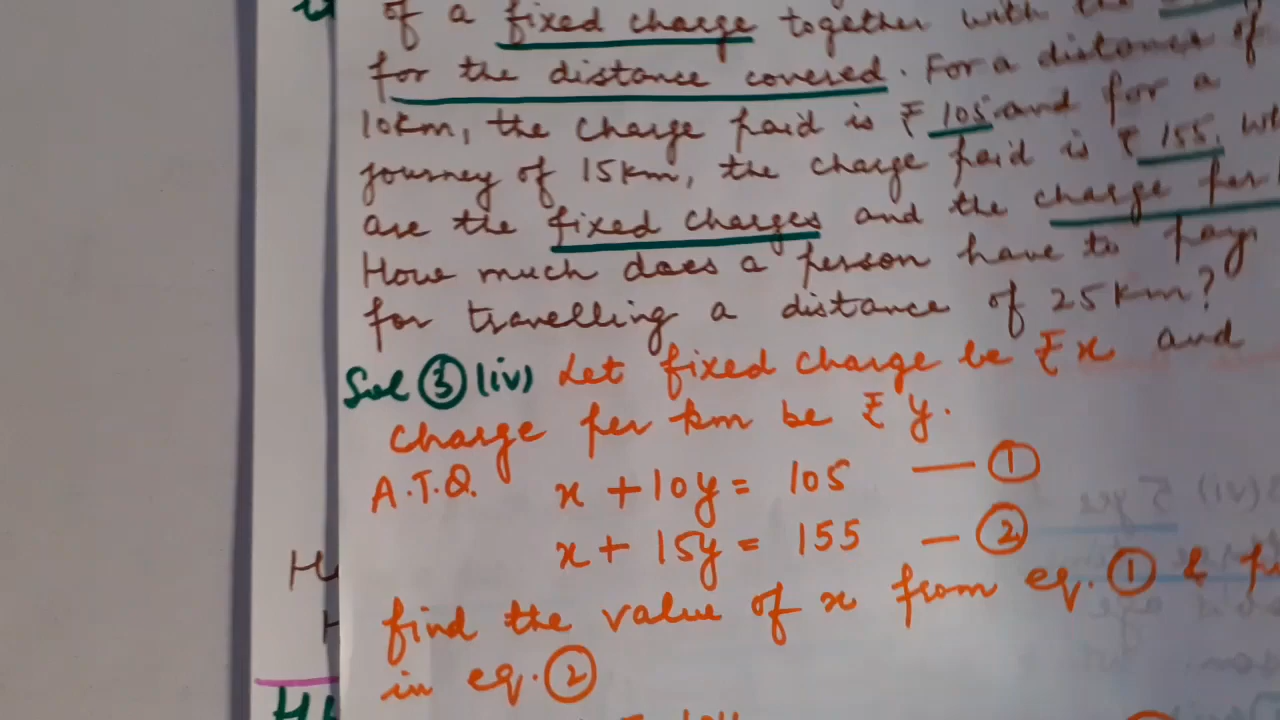 of a fixed charge together with the
for the distance covered. For a distance of
10km, the charge paid is ₹ 105 and for a
journey of 15km, the charge paid is ₹ 155.
are the fixed charges and the charge per
How much does a person have to pay
for travelling a distance of 25km?
Sol ③ (iv) Let fixed charge be ₹ x and
charge per km be ₹ y.
A.T.Q. x + 10y = 105 — ①
x + 15y = 155 — ②
find the value of x from eq. ① &
in eq. ②